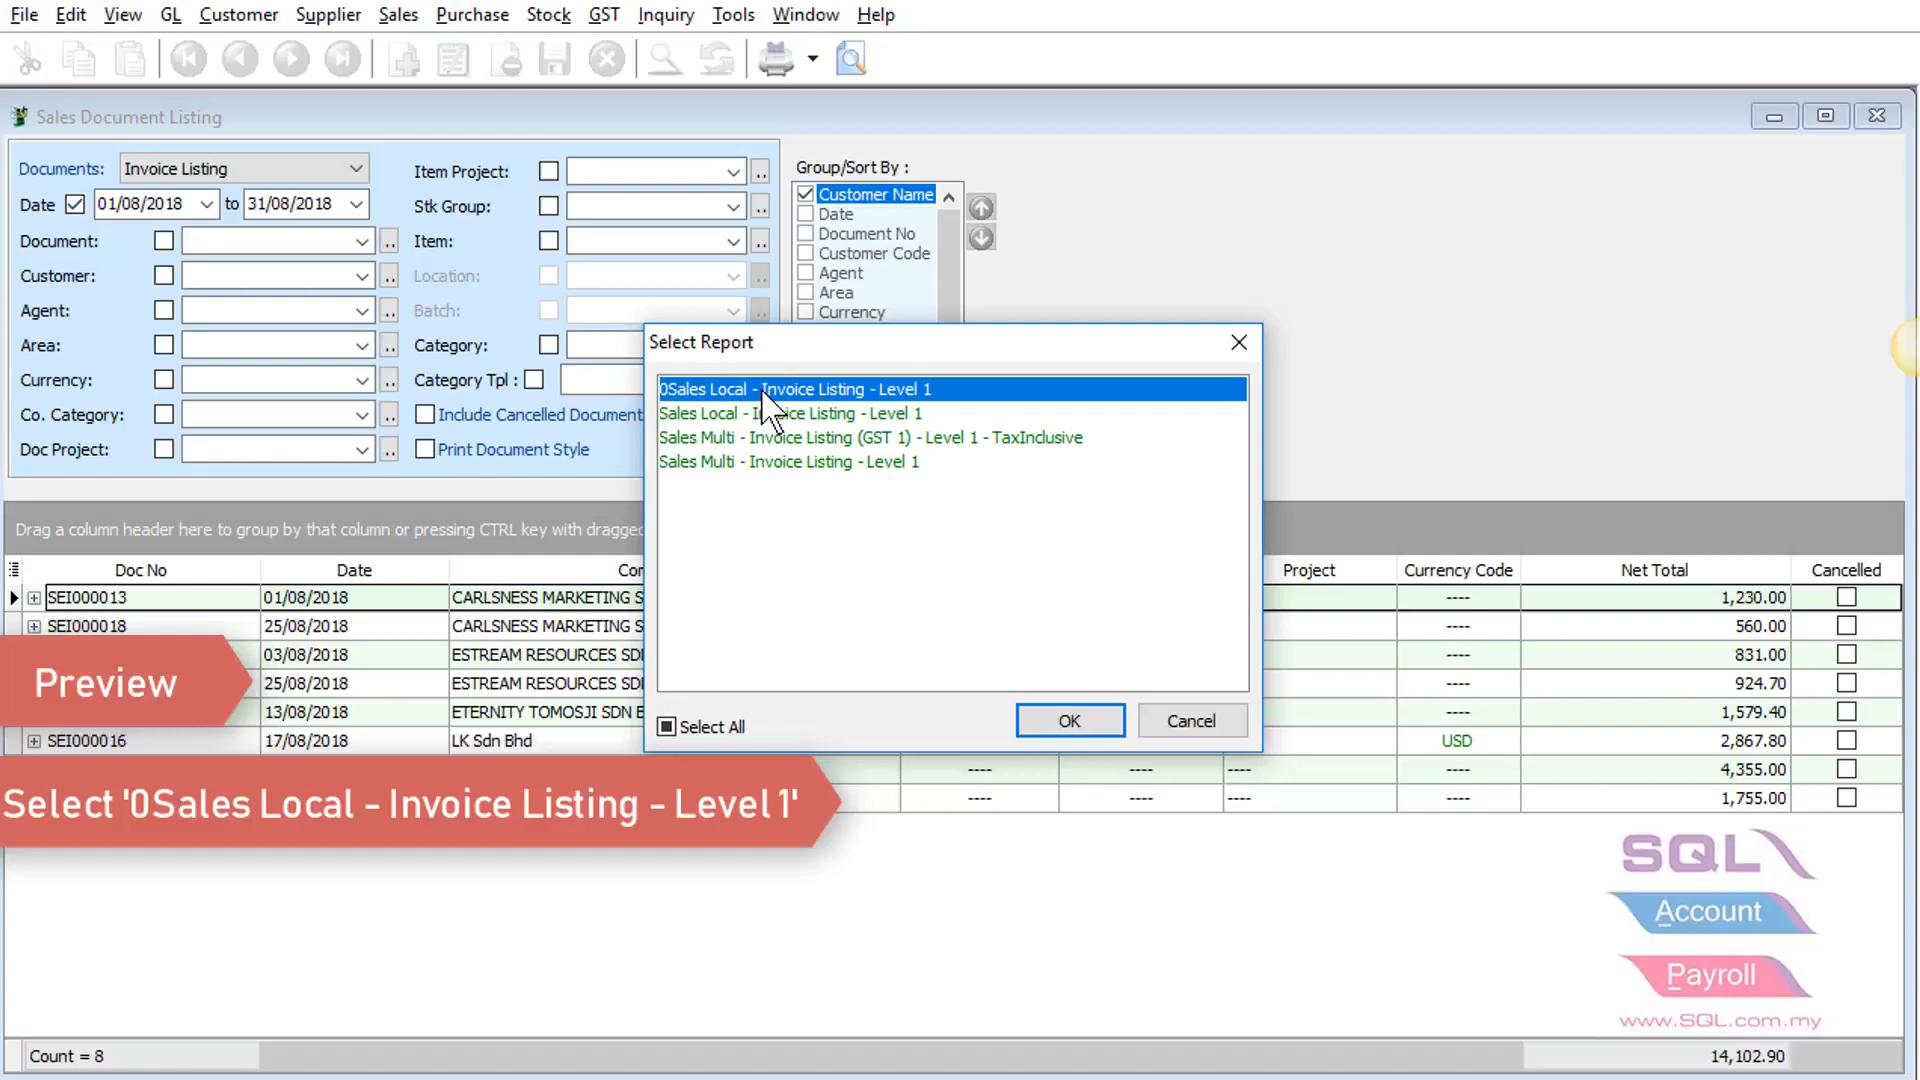 File Edit View GL Customer Supplier Sales Purchase Stock GST Inquiry Tools Window Help
Sales Document Listing
Documents: Invoice Listing
Date 01/08/2018 to 31/08/2018
Document:
Customer:
Agent:
Area:
Currency:
Co. Category:
Doc Project:
Item Project:
Stk Group:
Item:
Location:
Batch:
Category:
Category Tpl :
Include Cancelled Document
Print Document Style
Group/Sort By :
Customer Name
Date
Document No
Customer Code
Agent
Area
Currency
Select Report
0Sales Local - Invoice Listing - Level 1
Sales Local - Invoice Listing - Level 1
Sales Multi - Invoice Listing (GST 1) - Level 1 - TaxInclusive
Sales Multi - Invoice Listing - Level 1
Select All OK Cancel
Drag a column header here to group by that column or pressing CTRL key with dragged
Doc No Date Project Currency Code Net Total Cancelled
SEI000013 01/08/2018 CARLSNESS MARKETING S ---- 1,230.00
SEI000018 25/08/2018 CARLSNESS MARKETING S ---- 560.00
03/08/2018 ESTREAM RESOURCES SD ---- 831.00
25/08/2018 ESTREAM RESOURCES SD ---- 924.70
13/08/2018 ETERNITY TOMOSJI SDN B ---- 1,579.40
SEI000016 17/08/2018 LK Sdn Bhd USD 2,867.80
---- ---- ---- ---- 4,355.00
---- ---- ---- ---- 1,755.00
Preview
Select '0Sales Local - Invoice Listing - Level 1'
SQL
Account
Payroll
www.SQL.com.my
Count = 8 14,102.90